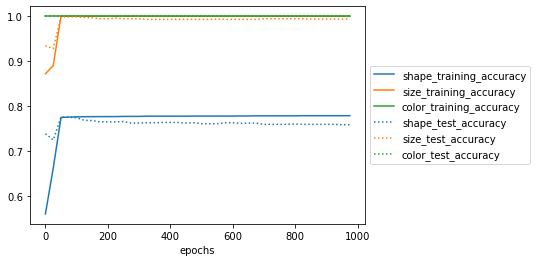 1.0
0.9
0.8
0.7
0.6
0
200
400
600
800
1000
epochs
shape_training_accuracy
size_training_accuracy
color_training_accuracy
shape_test_accuracy
size_test_accuracy
color_test_accuracy